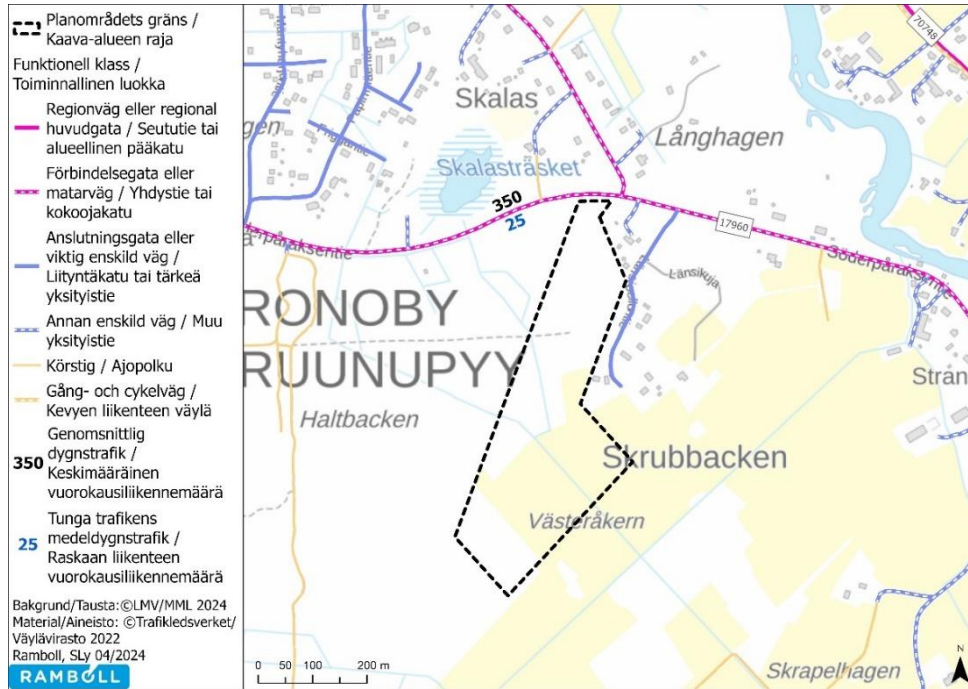 Planområdets gräns /
Kaava-alueen raja
Funktionell klass /
Toiminnallinen luokka
Regionväg eller regional
huvudgata / Seututie tai
alueellinen pääkatu
Förbindelsegata eller
matarväg / Yhdystie tai
kokoojakatu
Anslutningsgata eller
viktig enskild väg /
Liityntäkatu tai tärkeä
yksityistie
Annan enskild väg / Muu
yksityistie
Körstig / Ajopolku
Gång- och cykelväg /
Kevyen liikenteen väylä
Genomsnittlig
350 dygnstrafik /
Keskimääräinen
vuorokausiliikennemäärä
Tunga trafikens
25 medeldygnstrafik /
Raskaan liikenteen
vuorokausiliikennemäärä
Bakgrund/Tausta:©LMV/MML 2024
Material/Aineisto: ©Trafikledsverket/
Väylävirasto 2022
Ramboll, SLy 04/2024
RAMBOLL
70748
Skalas
Långhagen
Skalasträsket
350
25
17960
Söderpåraksentie
Länsikuja
RONOBY
RUUNUPYY
Haltbacken
Strån
Skrubbacken
Västeråkern
Skrapelhagen
0 50 100 200 m
N